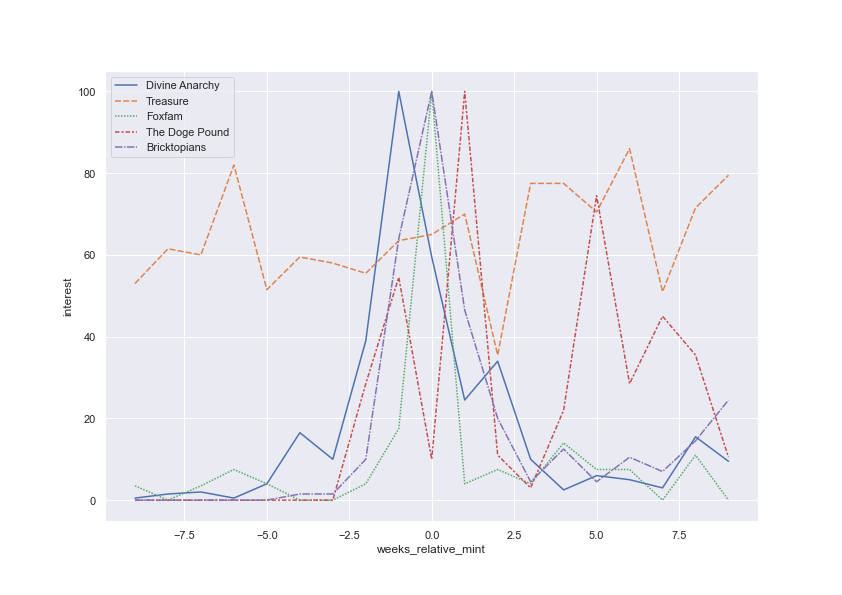 Divine Anarchy
Treasure
Foxfam
The Doge Pound
Bricktopians
100
80
60
40
20
0
interest
−7.5 −5.0 −2.5 0.0 2.5 5.0 7.5
weeks_relative_mint